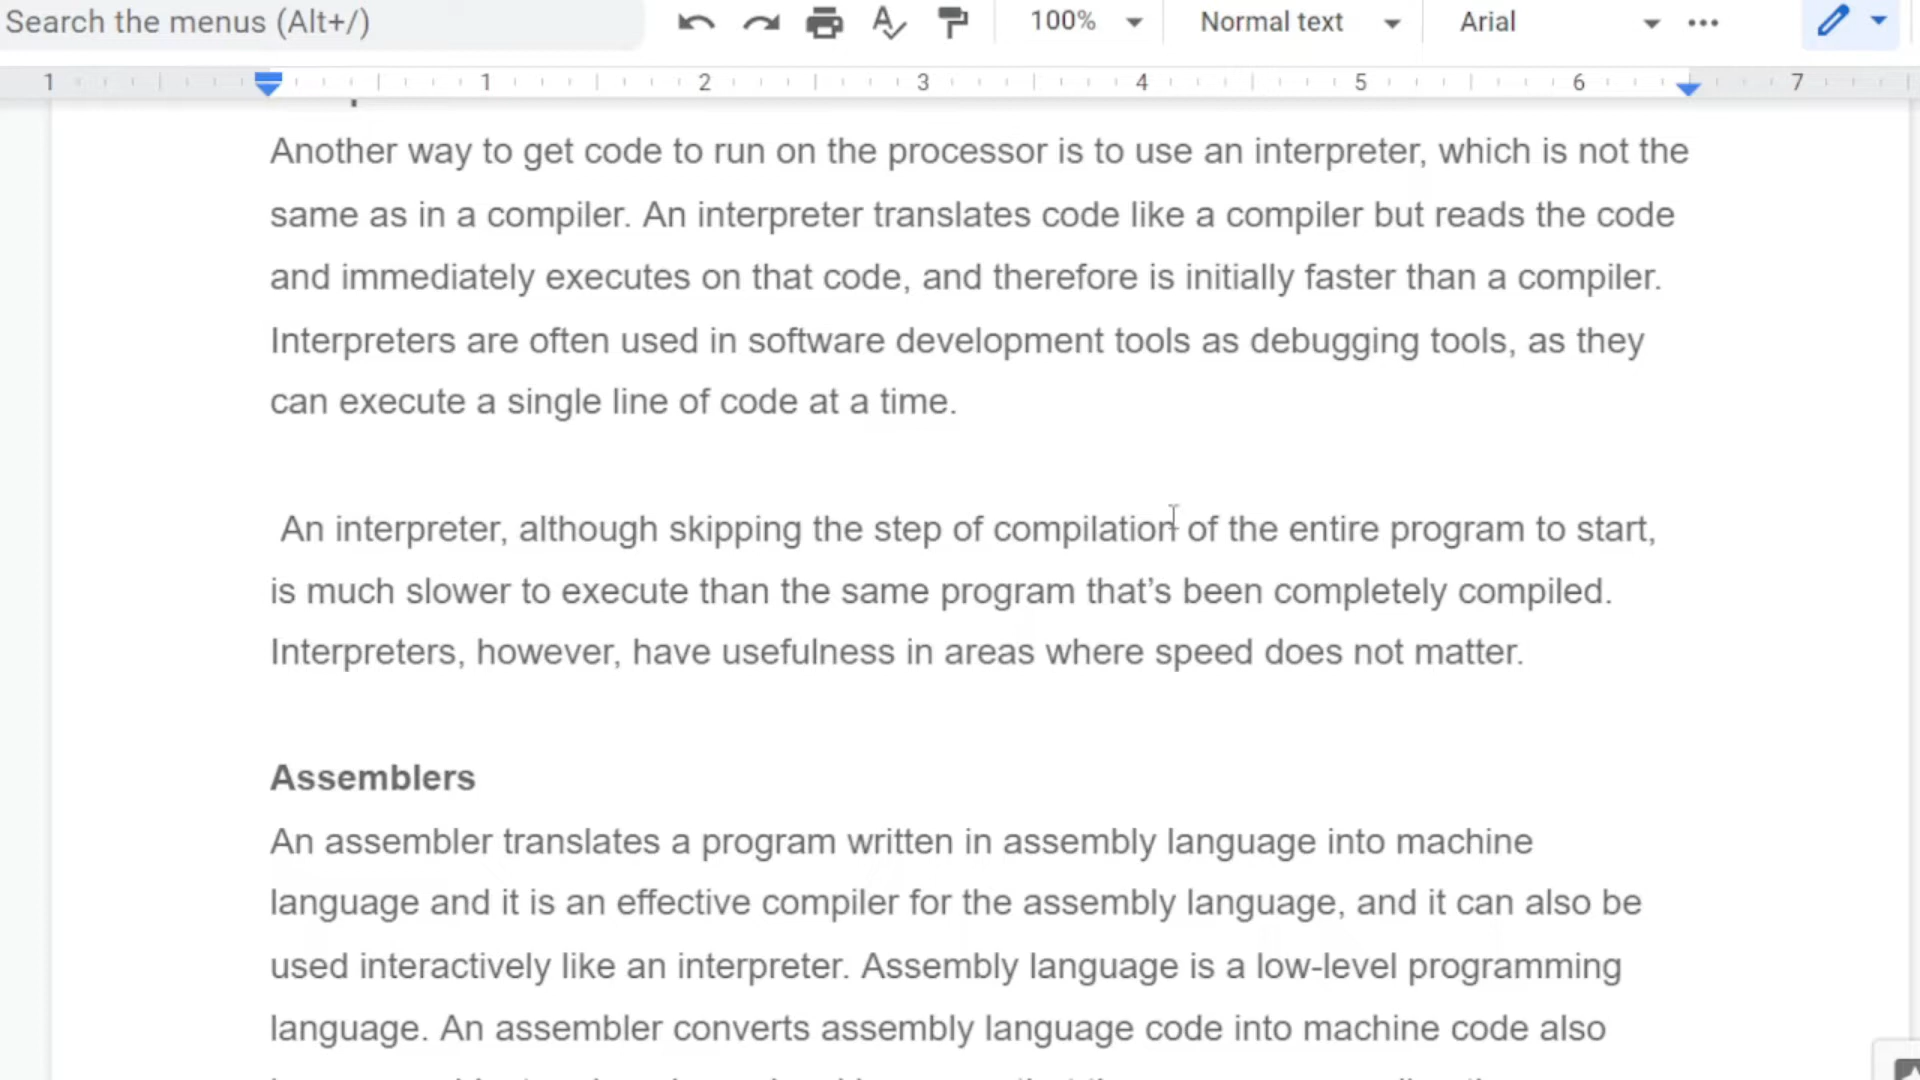 Search the menus (Alt+/)
100%
Normal text
Arial
1 1 2 3 4 5 6 7
Another way to get code to run on the processor is to use an interpreter, which is not the
same as in a compiler. An interpreter translates code like a compiler but reads the code
and immediately executes on that code, and therefore is initially faster than a compiler.
Interpreters are often used in software development tools as debugging tools, as they
can execute a single line of code at a time.
An interpreter, although skipping the step of compilation of the entire program to start,
is much slower to execute than the same program that’s been completely compiled.
Interpreters, however, have usefulness in areas where speed does not matter.
Assemblers
An assembler translates a program written in assembly language into machine
language and it is an effective compiler for the assembly language, and it can also be
used interactively like an interpreter. Assembly language is a low-level programming
language. An assembler converts assembly language code into machine code also